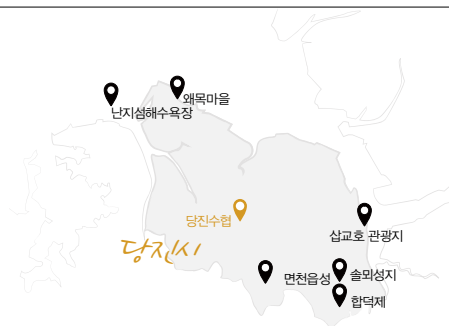 왜목마을
난지섬해수욕장
당진수협
당진시
삽교호 관광지
면천읍성
솔뫼성지
합덕제